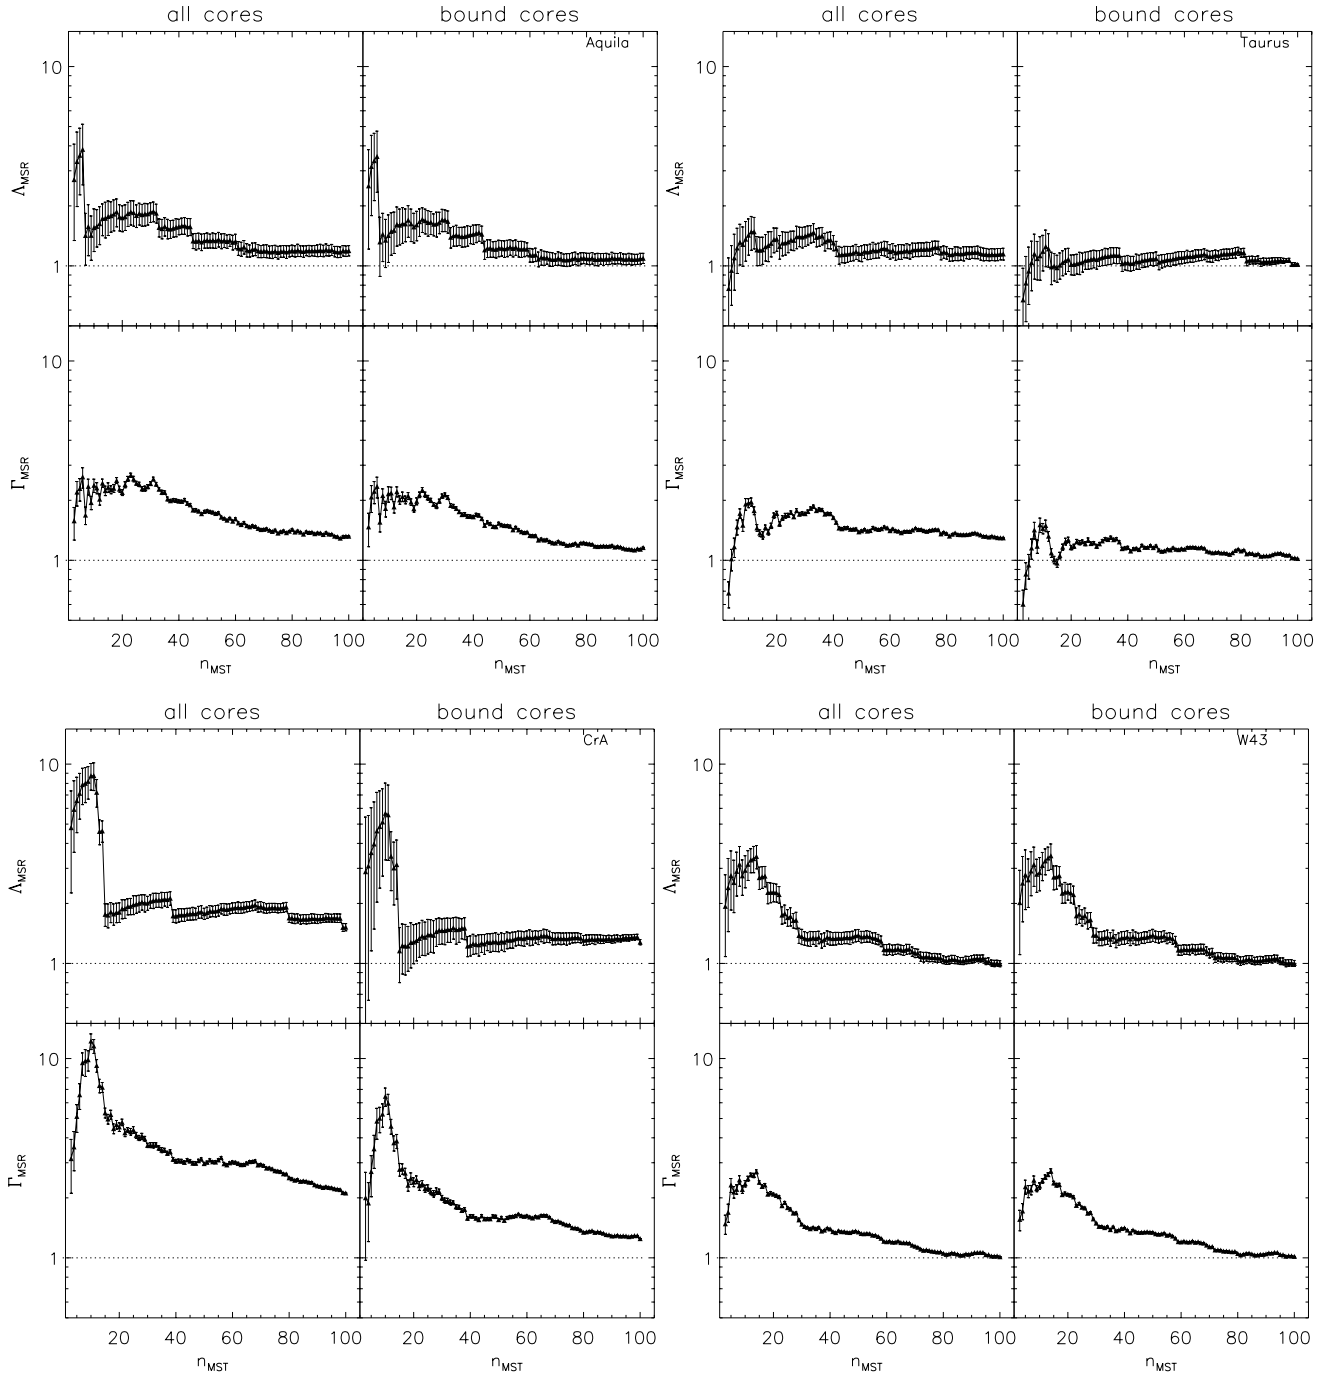 all cores bound cores all cores bound cores
Aquila Taurus
10 10
Λ_MSR Λ_MSR
1 1
10 10
Γ_MSR Γ_MSR
1 1
20 40 60 80 100 20 40 60 80 100 20 40 60 80 100 20 40 60 80 100
n_MST n_MST n_MST n_MST
all cores bound cores all cores bound cores
CrA W43
10 10
Λ_MSR Λ_MSR
1 1
10 10
Γ_MSR Γ_MSR
1 1
20 40 60 80 100 20 40 60 80 100 20 40 60 80 100 20 40 60 80 100
n_MST n_MST n_MST n_MST